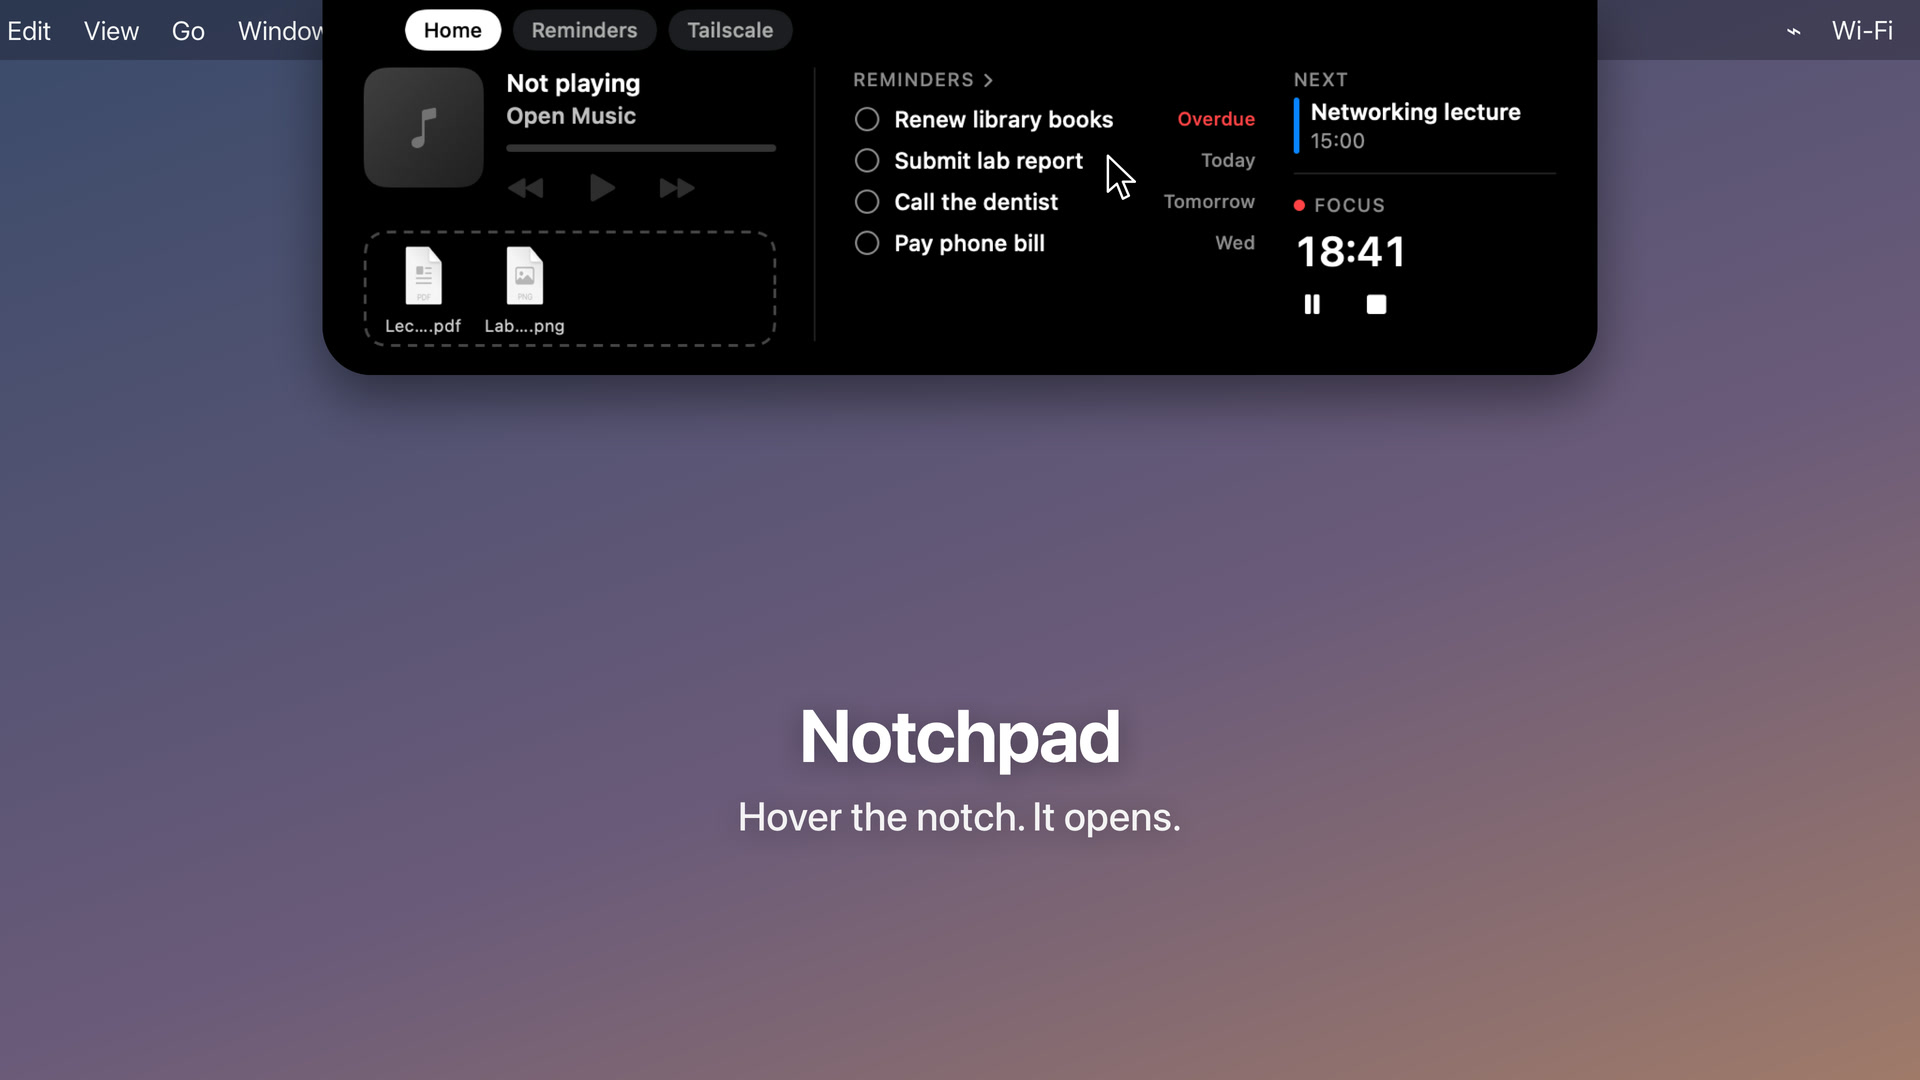 Edit View Go Window Wi-Fi
Home Reminders Tailscale
Not playing
Open Music
PDF PNG
Lec....pdf Lab....png
REMINDERS
Renew library books Overdue
Submit lab report Today
Call the dentist Tomorrow
Pay phone bill Wed
NEXT
Networking lecture
15:00
FOCUS
18:41
Notchpad
Hover the notch. It opens.